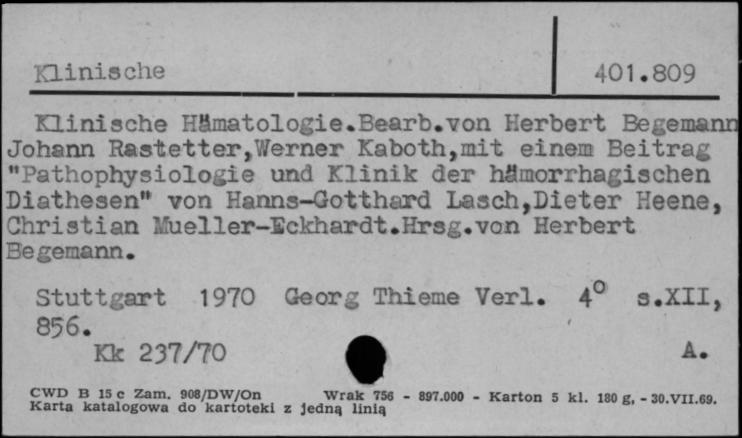 Klinische
401.809
Klinische Hämatologie.Bearb.von Herbert Begemann
Johann Rastetter,Werner Kaboth,mit einem Beitrag
"Pathophysiologie und Klinik der hämorrhagischen
Diathesen" von Hanns-Gotthard Lasch,Dieter Heene,
Christian Mueller-Eckhardt.Hrsg.von Herbert
Begemann.
Stuttgart 1970 Georg Thieme Verl. 4° s.XII,
856.
Kk 237/70 A.
CWD B 15 c Zam. 908/DW/On Wrak 756 - 897.000 - Karton 5 kl. 180 g, - 30.VII.69.
Karta katalogowa do kartoteki z jedną linią